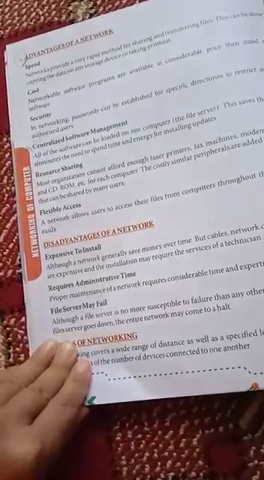 ADVANTAGES OF A NETWORK
Speed
Networks provide a very rapid method for sharing and transferring files. This can be done
copying the data on any storage device or taking printout.
Cost
Networkable software programs are available at considerable price than stand
software.
Security
In networking, passwords can be established for specific directories to restrict
authorized users
Centralized Software Management
All of the software can be loaded on one computer (the file server). This saves
eliminates the need to spend time and energy for installing updates
Resource Sharing
Most organization cannot afford enough laser printers, fax machines, modem
and CD-ROM, etc. for each computer. The costly similar peripherals are added
that can be shared by many users.
Flexible Access
A network allows users to access their files from computers throughout
easils
DISADVANTAGES OF A NETWORK
Expensive To Install
Although a network generally save money over time. But cables, network
are expensive and the installation may require the services of a technician
Requires Administrative Time
Proper maintenance of a network requires considerable time and
File Server May Fail
Although a file server is no more susceptible to failure than any other
files server goes down, the entire network may come to a halt.
OF NETWORKING
king covers a wide range of distance as well as a specified
of the number of devices connected to one another.
NETWORKING OF COMPUTER